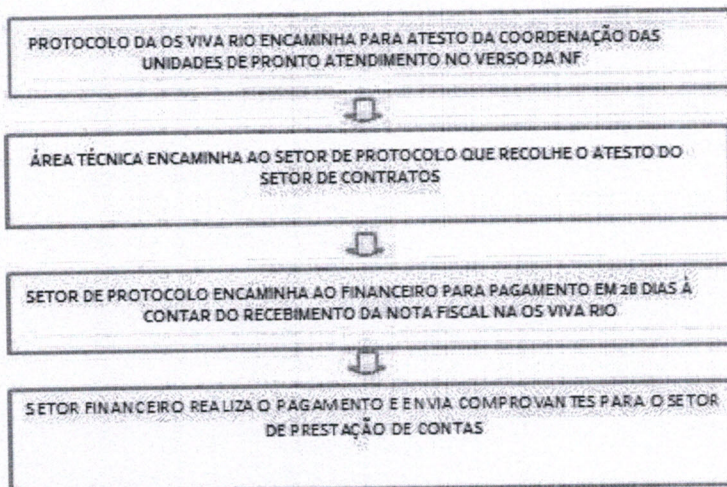 PROTOCOLO DA OS VIVA RIO ENCAMINHA PARA ATESTO DA COORDENAÇÃO DAS
UNIDADES DE PRONTO ATENDIMENTO NO VERSO DA NF
ÁREA TÉCNICA ENCAMINHA AO SETOR DE PROTOCOLO QUE RECOLHE O ATESTO DO
SETOR DE CONTRATOS
SETOR DE PROTOCOLO ENCAMINHA AO FINANCEIRO PARA PAGAMENTO EM 28 DIAS À
CONTAR DO RECEBIMENTO DA NOTA FISCAL NA OS VIVA RIO
SETOR FINANCEIRO REALIZA O PAGAMENTO E ENVIA COMPROVANTES PARA O SETOR
DE PRESTAÇÃO DE CONTAS